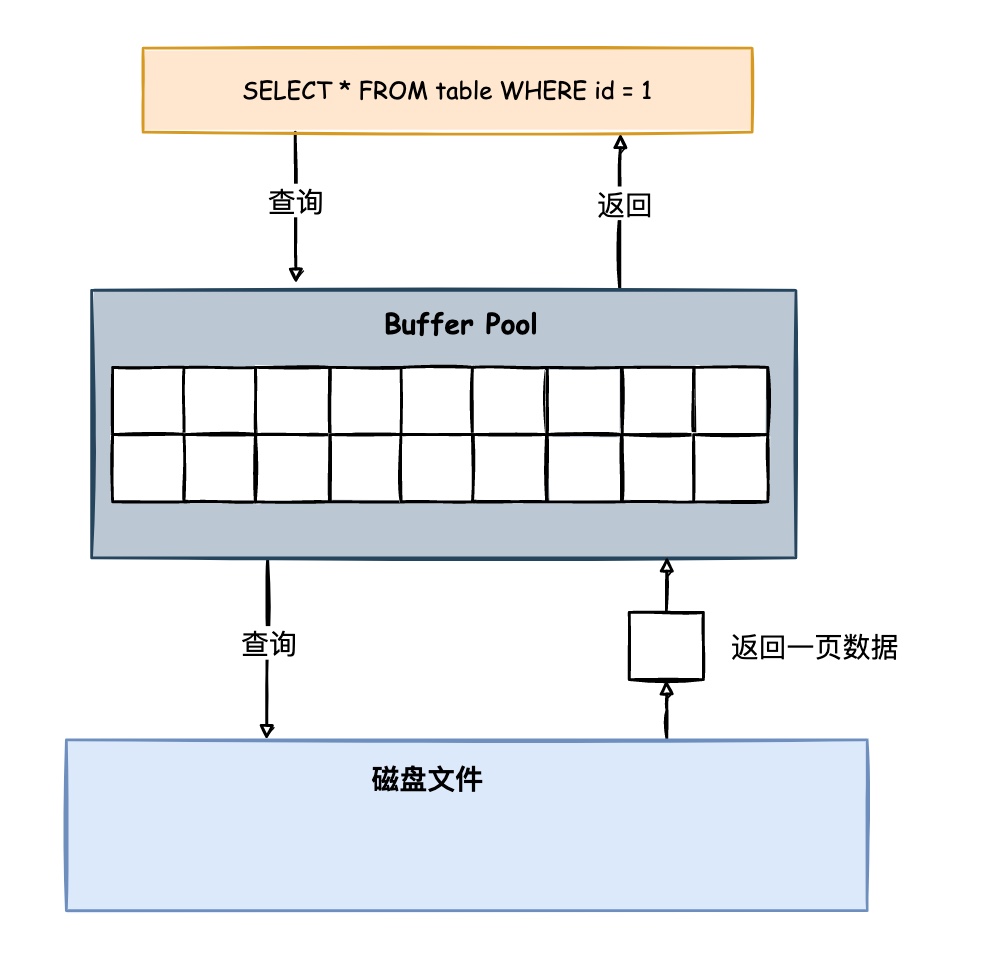 SELECT * FROM table WHERE id = 1
查询
返回
Buffer Pool
查询
返回一页数据
磁盘文件